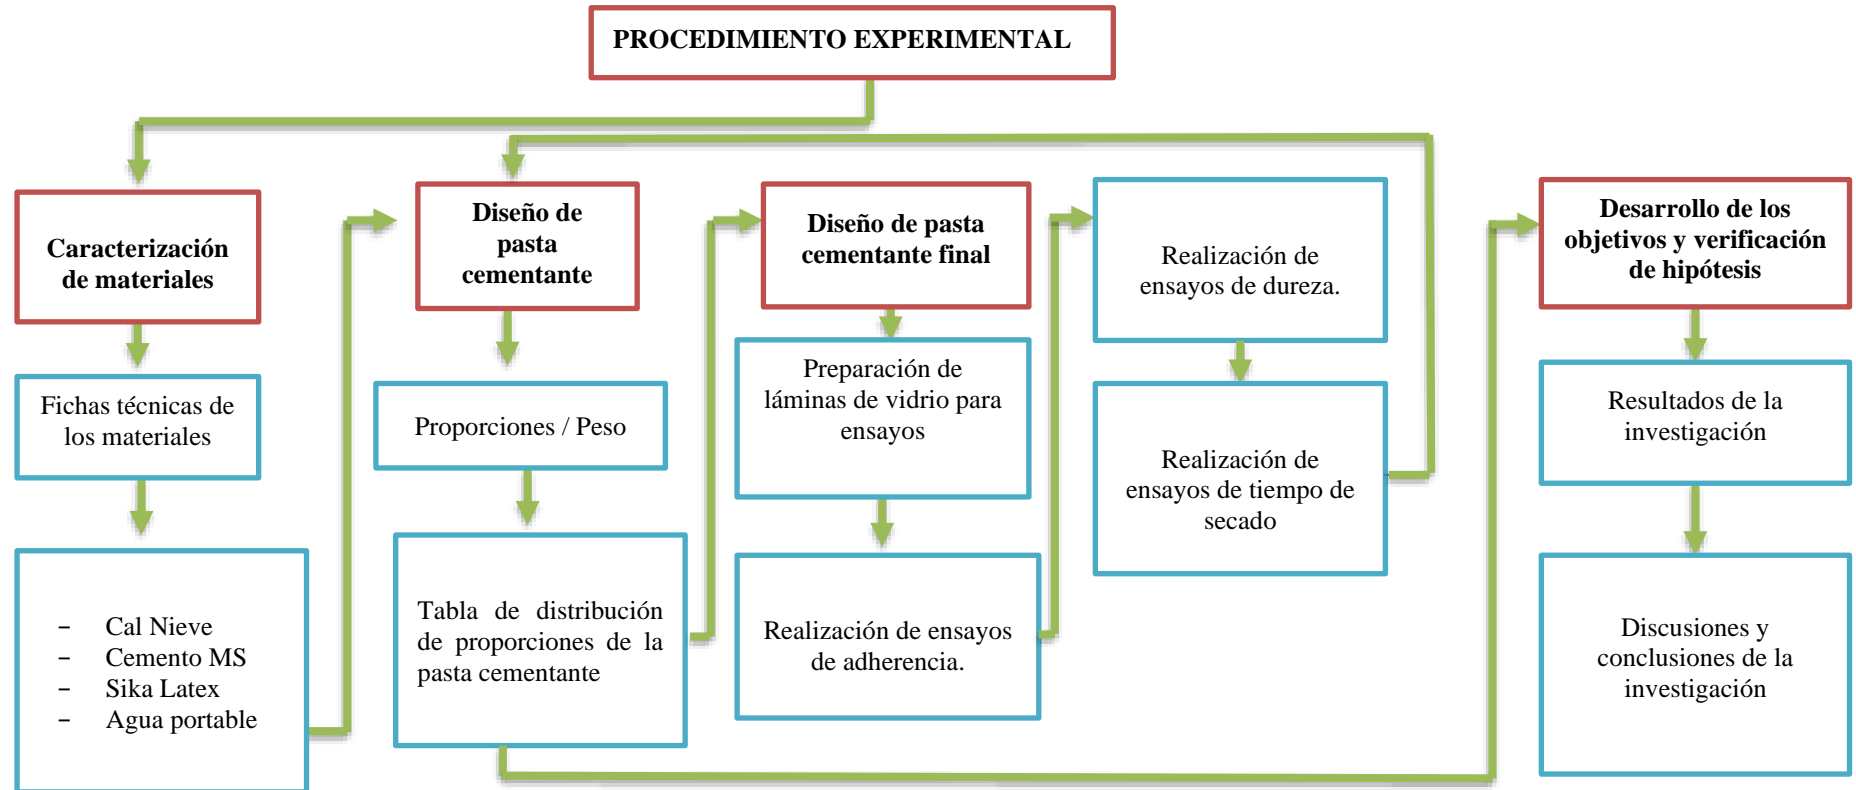 PROCEDIMIENTO EXPERIMENTAL
Caracterización
de materiales
Fichas técnicas de
los materiales
- Cal Nieve
- Cemento MS
- Sika Latex
- Agua portable
Diseño de
pasta
cementante
Proporciones / Peso
Tabla de distribución
de proporciones de la
pasta cementante
Diseño de pasta
cementante final
Preparación de
láminas de vidrio para
ensayos
Realización de ensayos
de adherencia.
Realización de
ensayos de dureza.
Realización de
ensayos de tiempo de
secado
Desarrollo de los
objetivos y verificación
de hipótesis
Resultados de la
investigación
Discusiones y
conclusiones de la
investigación